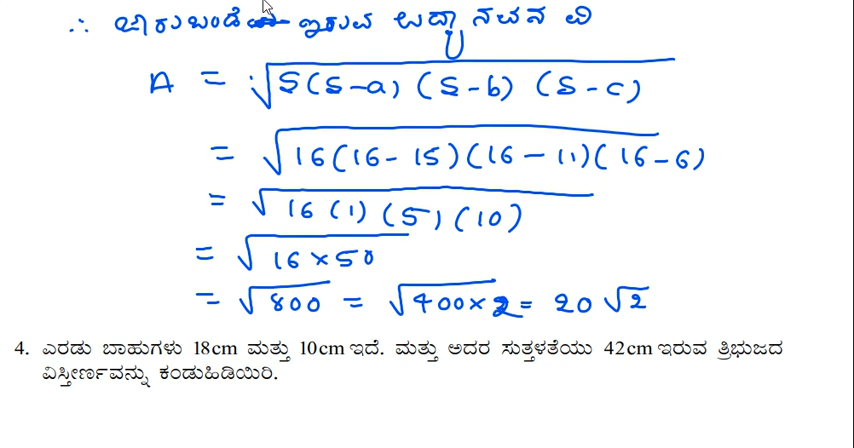 ∴ ಜಾರುಬಂಡೆ ಇರುವ ಉದ್ಯಾನವನ ವಿ
A = √S(S-a) (S-b) (S-c)
= √16(16-15)(16-11)(16-6)
= √16 (1) (5) (10)
= √16×50
= √800 = √400×2 = 20√2
4. ಎರಡು ಬಾಹುಗಳು 18cm ಮತ್ತು 10cm ಇದೆ. ಮತ್ತು ಅದರ ಸುತ್ತಳತೆಯು 42cm ಇರುವ ತ್ರಿಭುಜದ
ವಿಸ್ತೀರ್ಣವನ್ನು ಕಂಡುಹಿಡಿಯಿರಿ.